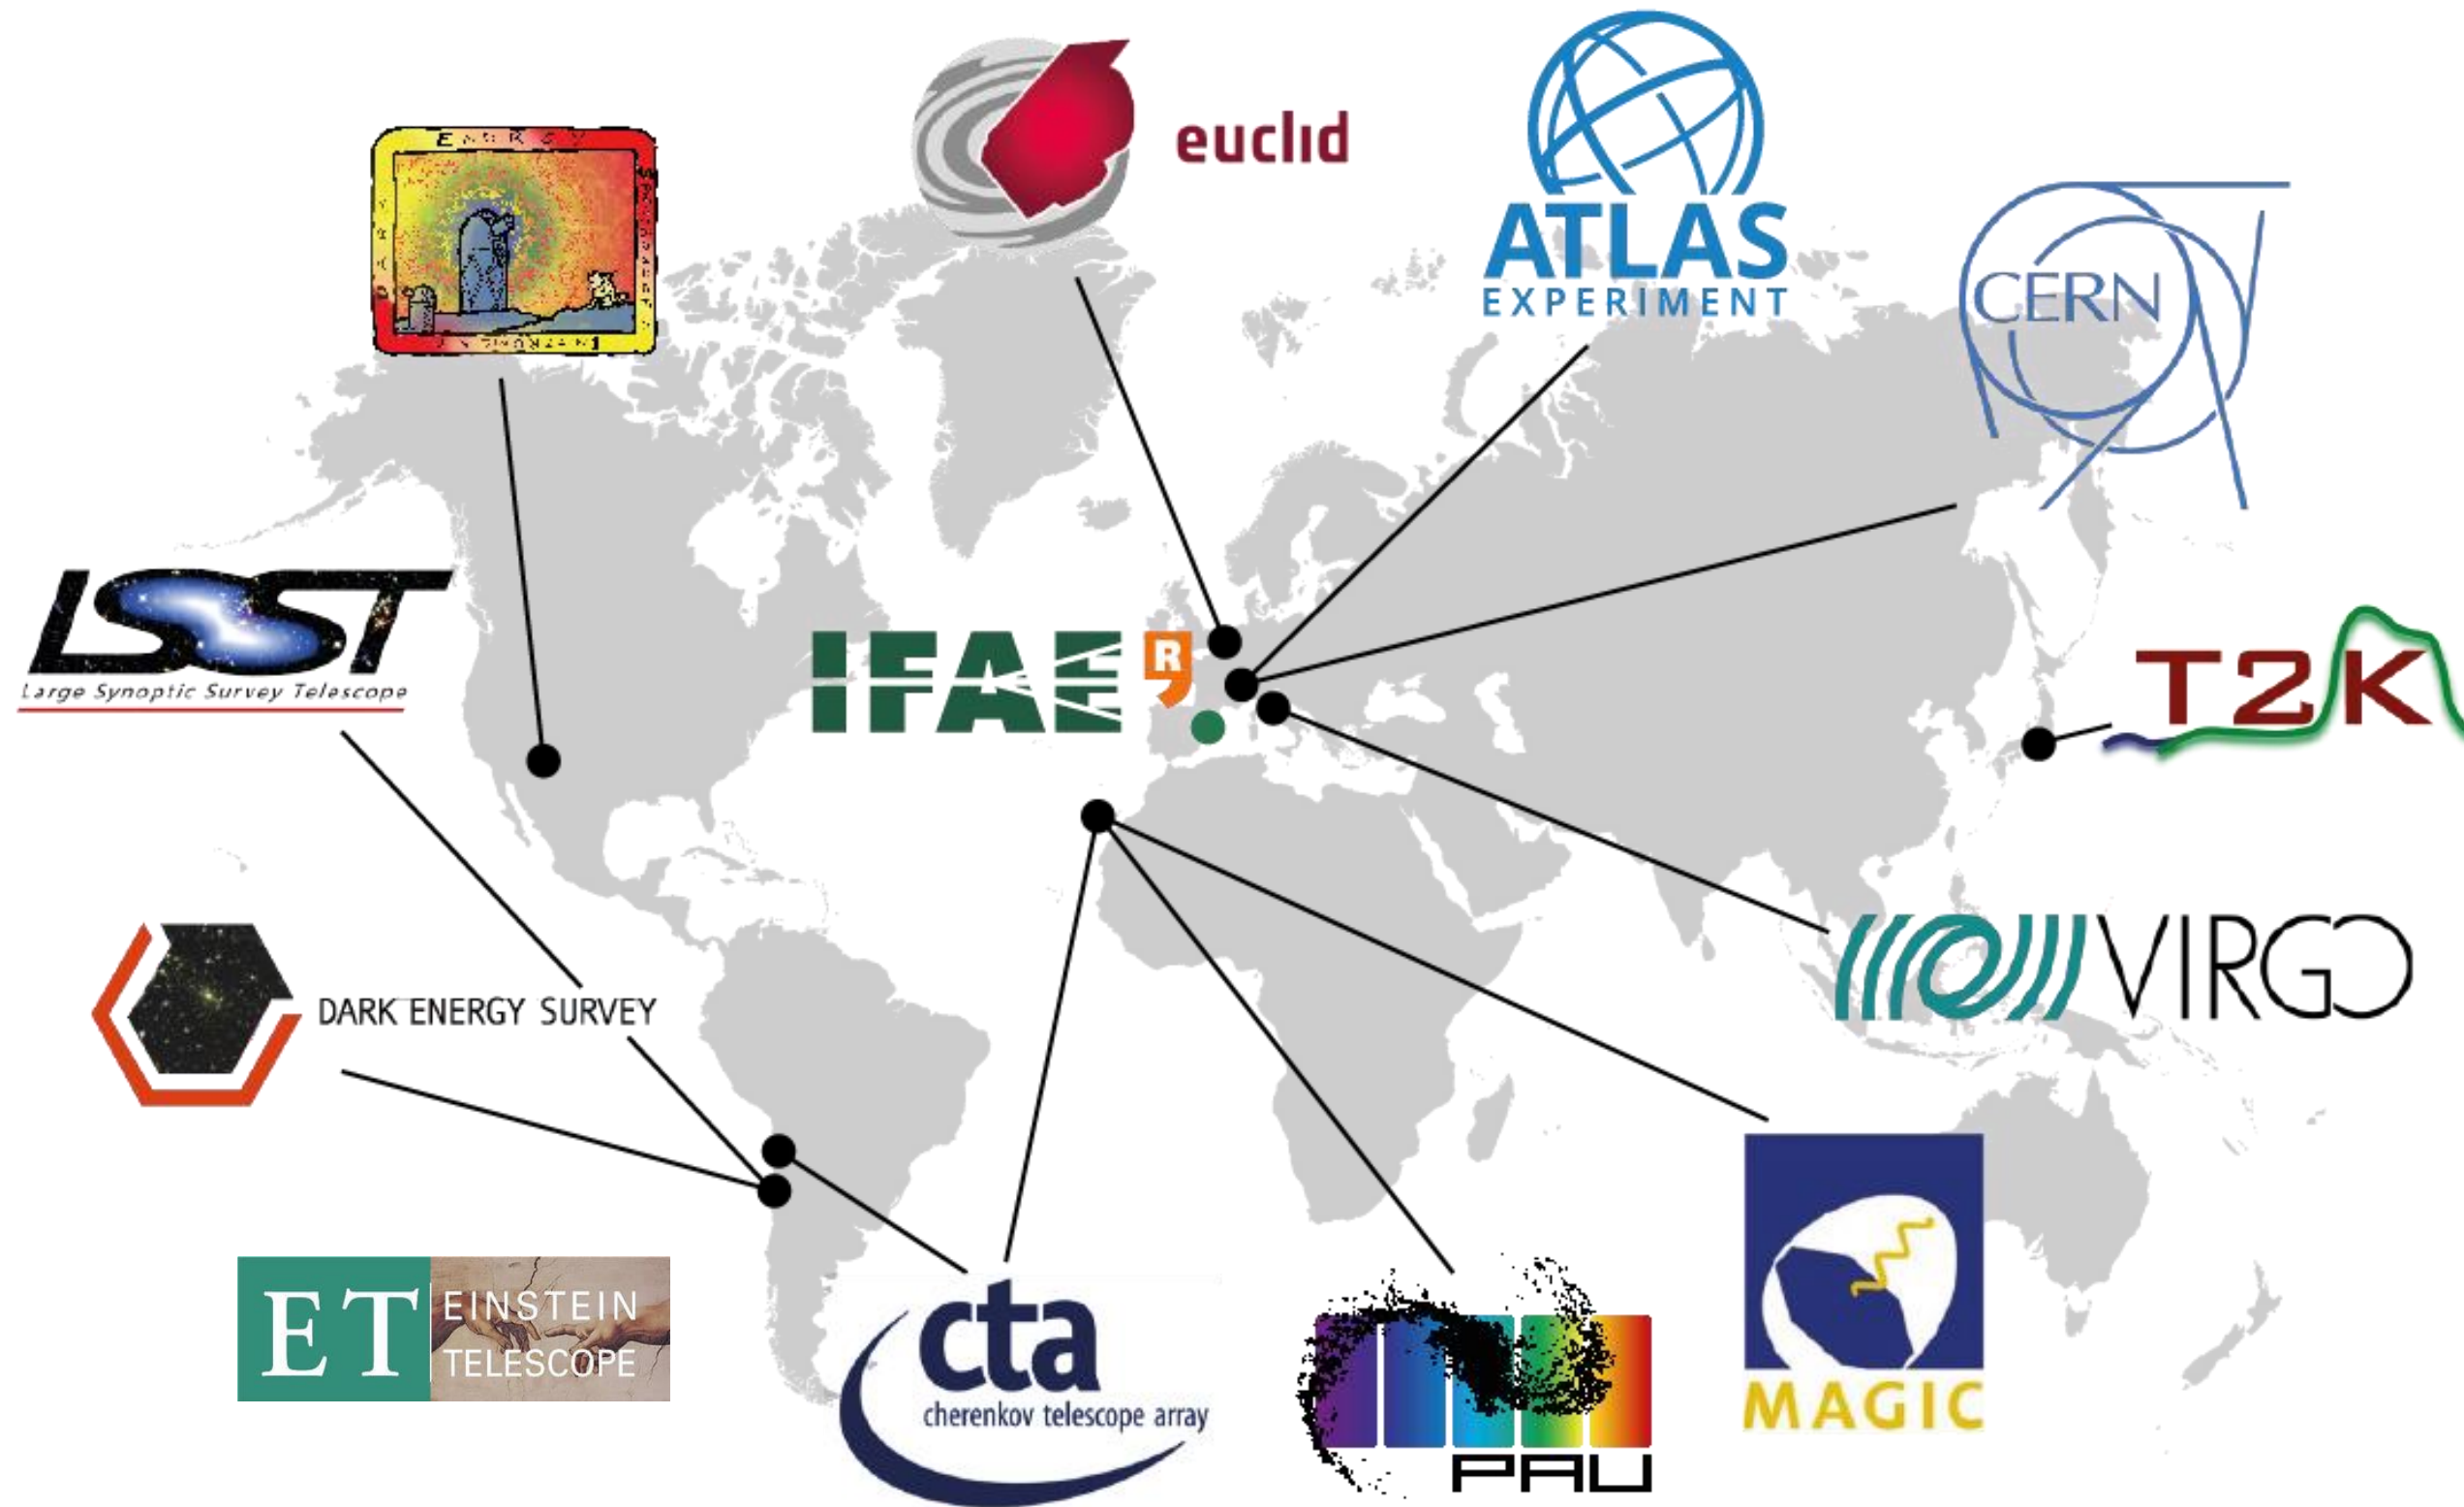 euclid
ATLAS
EXPERIMENT
CERN
LSST
Large Synoptic Survey Telescope
IFAE
R
T2K
DARK ENERGY SURVEY
VIRGO
ET
EINSTEIN
TELESCOPE
cta
cherenkov telescope array
PAU
MAGIC